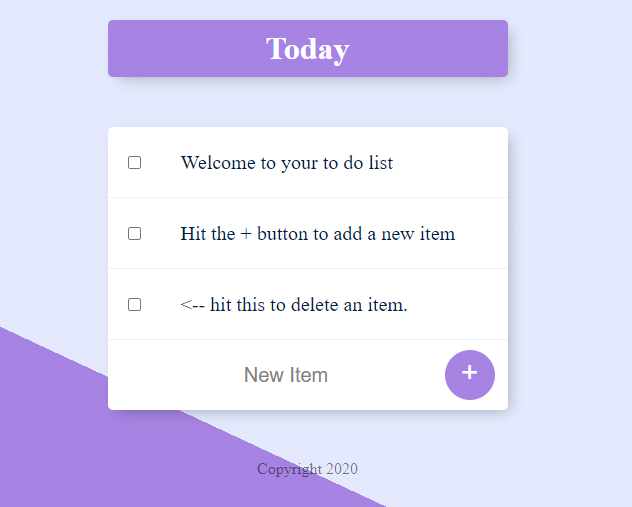 Today
Welcome to your to do list
Hit the + button to add a new item
<-- hit this to delete an item.
New Item +
Copyright 2020